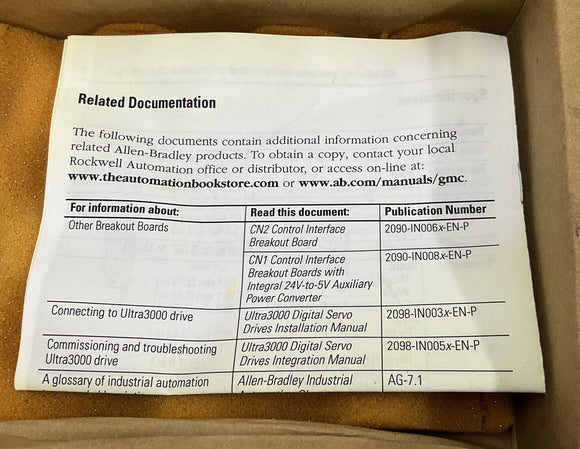 Related Documentation
The following documents contain additional information concerning
related Allen-Bradley products. To obtain a copy, contact your local
Rockwell Automation office or distributor, or access on-line at:
www.theautomationbookstore.com or www.ab.com/manuals/gmc.
For information about: Read this document: Publication Number
Other Breakout Boards CN2 Control Interface 2090-IN006x-EN-P
Breakout Board
CN1 Control Interface 2090-IN008x-EN-P
Breakout Boards with
Integral 24V-to-5V Auxiliary
Power Converter
Connecting to Ultra3000 drive Ultra3000 Digital Servo 2098-IN003x-EN-P
Drives Installation Manual
Commissioning and troubleshooting Ultra3000 Digital Servo 2098-IN005x-EN-P
Ultra3000 drive Drives Integration Manual
A glossary of industrial automation Allen-Bradley Industrial AG-7.1